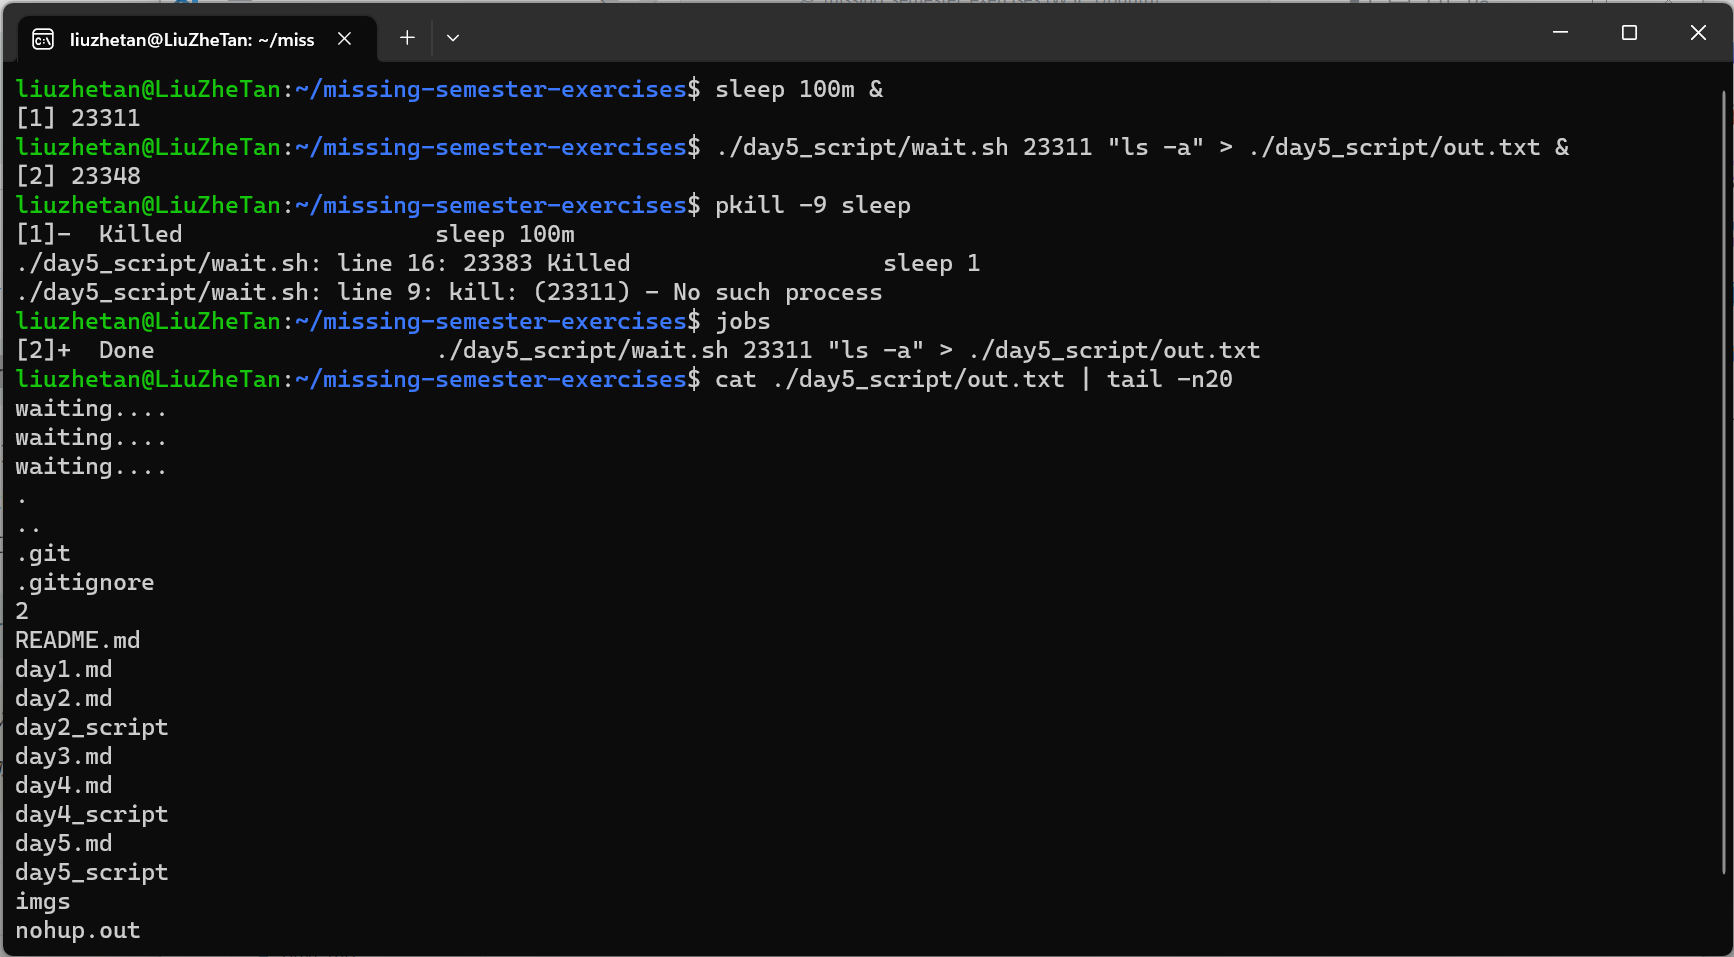 liuzhetan@LiuZheTan: ~/miss
liuzhetan@LiuZheTan:~/missing-semester-exercises$ sleep 100m &
[1] 23311
liuzhetan@LiuZheTan:~/missing-semester-exercises$ ./day5_script/wait.sh 23311 "ls -a" > ./day5_script/out.txt &
[2] 23348
liuzhetan@LiuZheTan:~/missing-semester-exercises$ pkill -9 sleep
[1]-  Killed                  sleep 100m
./day5_script/wait.sh: line 16: 23383 Killed                  sleep 1
./day5_script/wait.sh: line 9: kill: (23311) - No such process
liuzhetan@LiuZheTan:~/missing-semester-exercises$ jobs
[2]+  Done                    ./day5_script/wait.sh 23311 "ls -a" > ./day5_script/out.txt
liuzhetan@LiuZheTan:~/missing-semester-exercises$ cat ./day5_script/out.txt | tail -n20
waiting....
waiting....
waiting....
.
..
.git
.gitignore
2
README.md
day1.md
day2.md
day2_script
day3.md
day4.md
day4_script
day5.md
day5_script
imgs
nohup.out